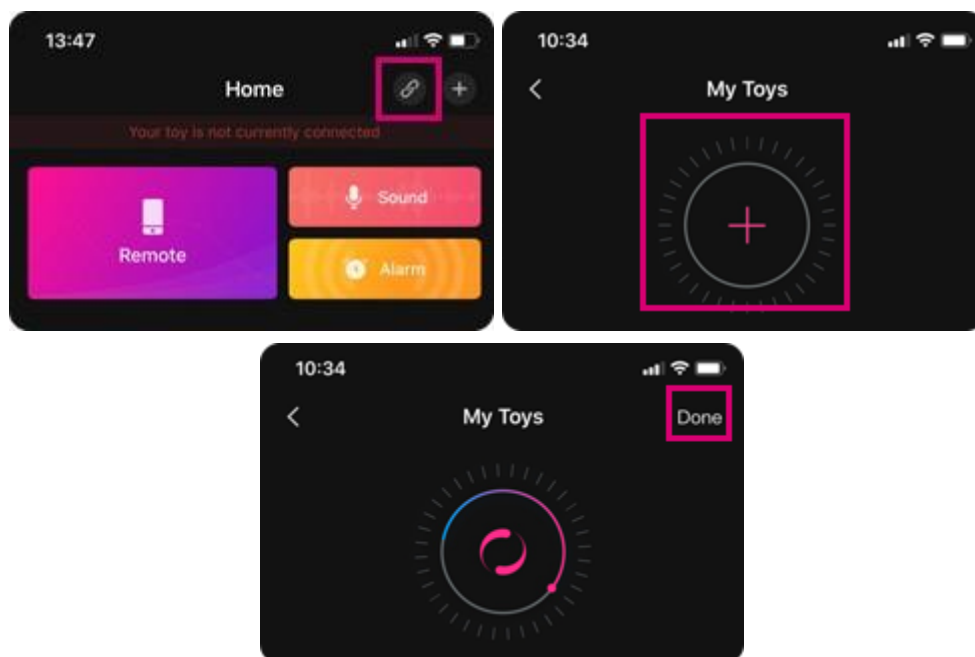 13:47
Home
Your toy is not currently connected
Remote
Sound
Alarm
10:34
My Toys
10:34
My Toys
Done